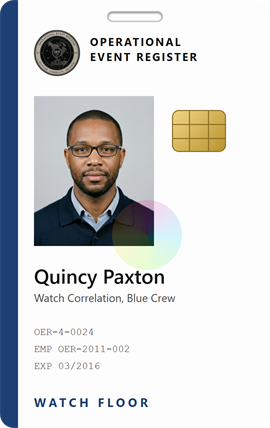 OPERATIONAL
EVENT REGISTER
Quincy Paxton
Watch Correlation, Blue Crew
OER-4-0024
EMP OER-2011-002
EXP 03/2016
WATCH FLOOR